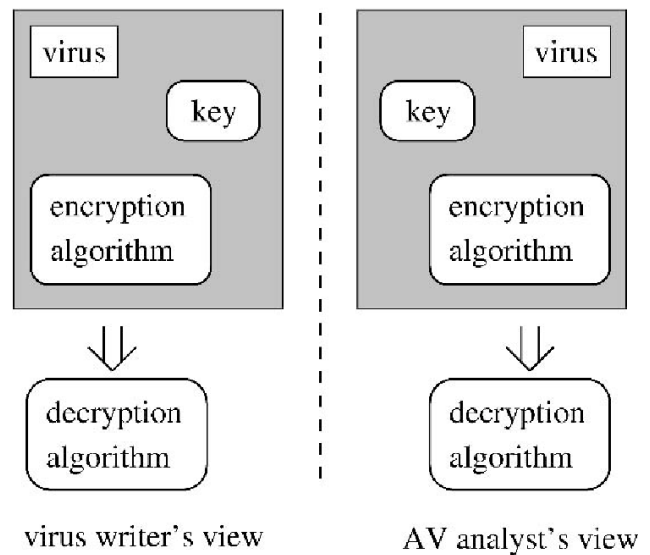 virus
key
encryption
algorithm
decryption
algorithm
virus writer's view
virus
key
encryption
algorithm
decryption
algorithm
AV analyst's view